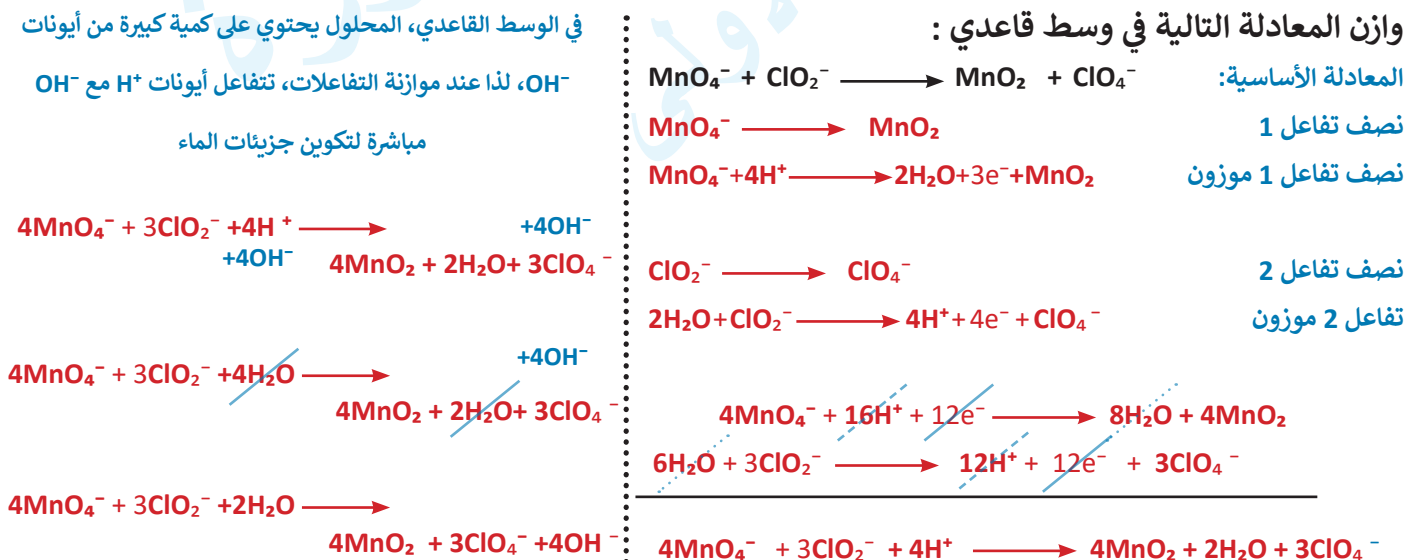 وازن المعادلة التالية في وسط قاعدي :
المعادلة الأساسية: MnO₄⁻ + ClO₂⁻ ⟶ MnO₂ + ClO₄⁻
نصف تفاعل 1 MnO₄⁻ ⟶ MnO₂
نصف تفاعل 1 موزون MnO₄⁻+4H⁺ ⟶ 2H₂O+3e⁻+MnO₂
نصف تفاعل 2 ClO₂⁻ ⟶ ClO₄⁻
تفاعل 2 موزون 2H₂O+ClO₂⁻ ⟶ 4H⁺+4e⁻+ClO₄⁻
4MnO₄⁻ + 16H⁺ + 12e⁻ ⟶ 8H₂O + 4MnO₂
6H₂O + 3ClO₂⁻ ⟶ 12H⁺ + 12e⁻ + 3ClO₄⁻
4MnO₄⁻ + 3ClO₂⁻ + 4H⁺ ⟶ 4MnO₂ + 2H₂O + 3ClO₄⁻
في الوسط القاعدي، المحلول يحتوي على كمية كبيرة من أيونات
OH⁻، لذا عند موازنة التفاعلات، تتفاعل أيونات H⁺ مع OH⁻
مباشرة لتكوين جزيئات الماء
4MnO₄⁻ + 3ClO₂⁻ +4H⁺ ⟶ +4OH⁻
+4OH⁻ 4MnO₂ + 2H₂O+ 3ClO₄⁻
4MnO₄⁻ + 3ClO₂⁻ +4H₂O ⟶ +4OH⁻
4MnO₂ + 2H₂O+ 3ClO₄⁻
4MnO₄⁻ + 3ClO₂⁻ +2H₂O ⟶
4MnO₂ + 3ClO₄⁻ +4OH⁻